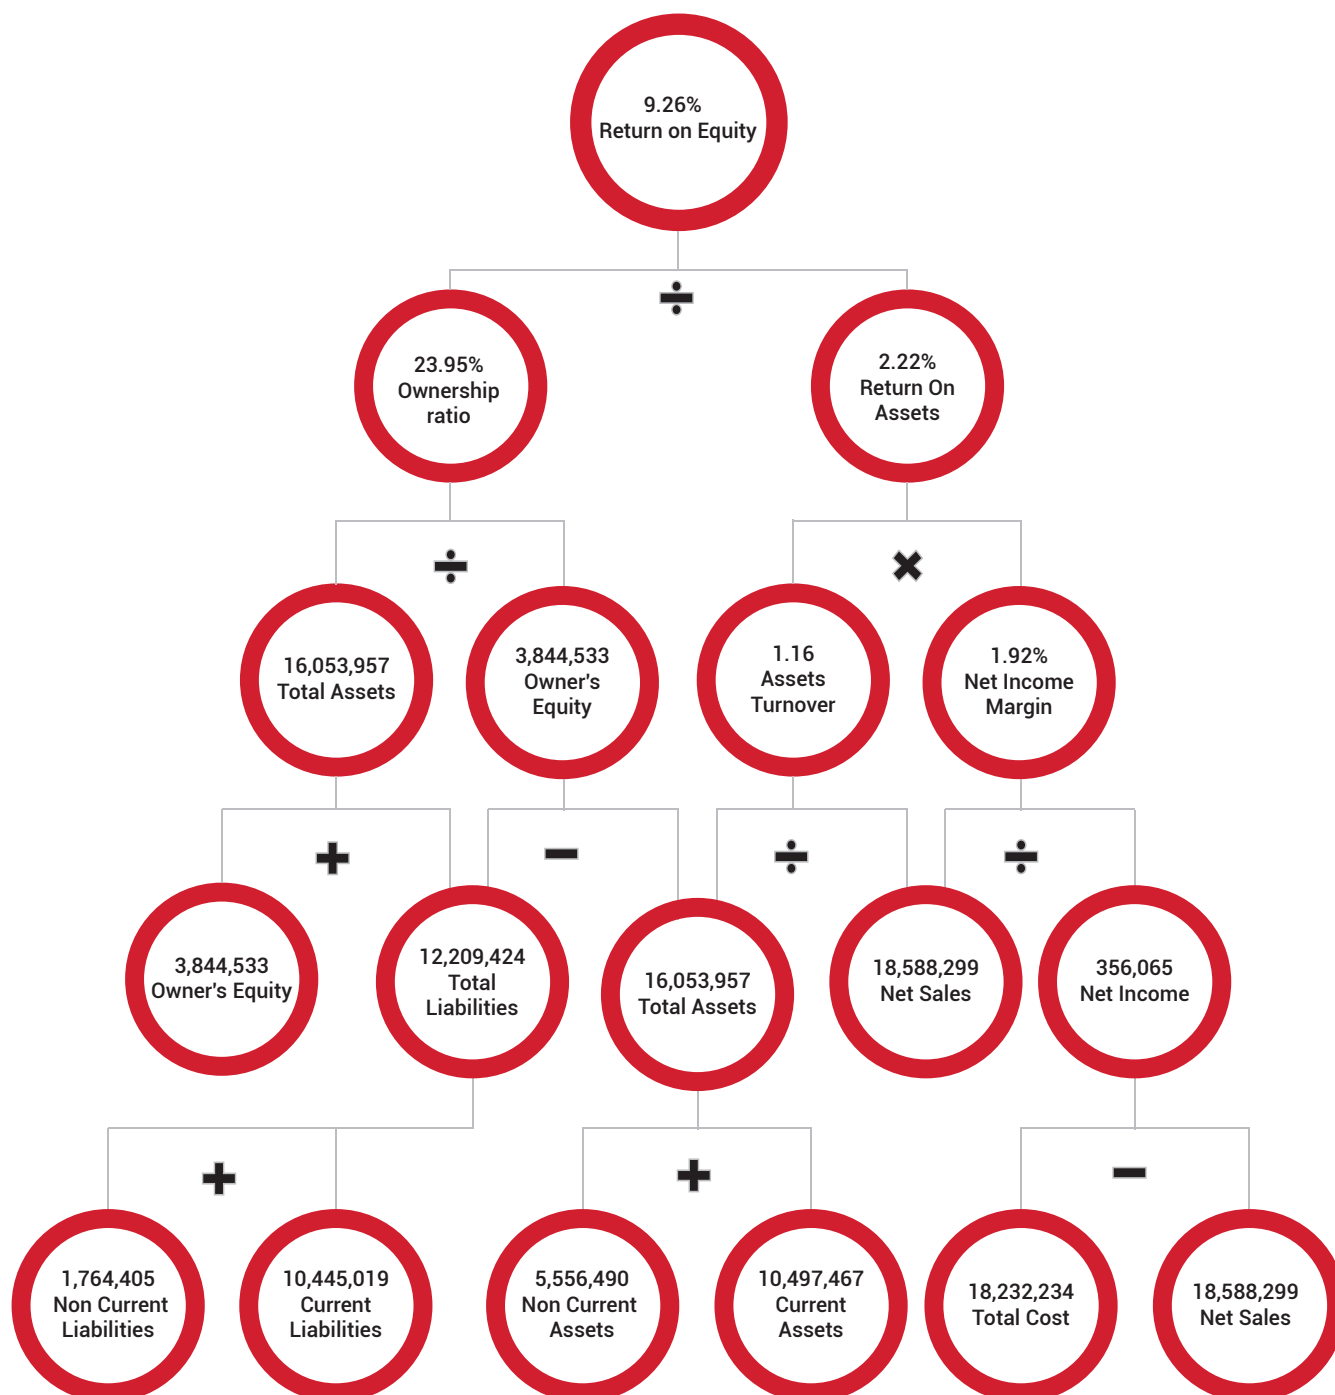 9.26%
Return on Equity
÷
23.95%
Ownership
ratio
2.22%
Return On
Assets
÷
×
16,053,957
Total Assets
3,844,533
Owner's
Equity
1.16
Assets
Turnover
1.92%
Net Income
Margin
+
−
÷
÷
3,844,533
Owner's Equity
12,209,424
Total
Liabilities
16,053,957
Total Assets
18,588,299
Net Sales
356,065
Net Income
+
+
−
1,764,405
Non Current
Liabilities
10,445,019
Current
Liabilities
5,556,490
Non Current
Assets
10,497,467
Current
Assets
18,232,234
Total Cost
18,588,299
Net Sales